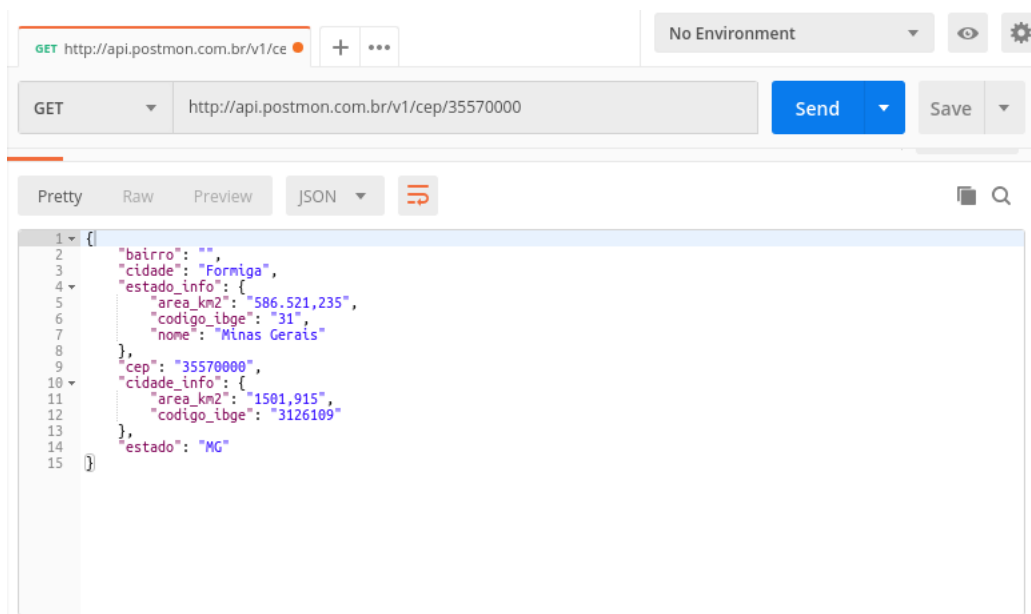 GET http://api.postmon.com.br/v1/ce + •••
No Environment
GET http://api.postmon.com.br/v1/cep/35570000 Send Save
Pretty Raw Preview JSON
1 {
2 "bairro": "",
3 "cidade": "Formiga",
4 "estado_info": {
5 "area_km2": "586.521,235",
6 "codigo_ibge": "31",
7 "nome": "Minas Gerais"
8 },
9 "cep": "35570000",
10 "cidade_info": {
11 "area_km2": "1501,915",
12 "codigo_ibge": "3126109"
13 },
14 "estado": "MG"
15 }